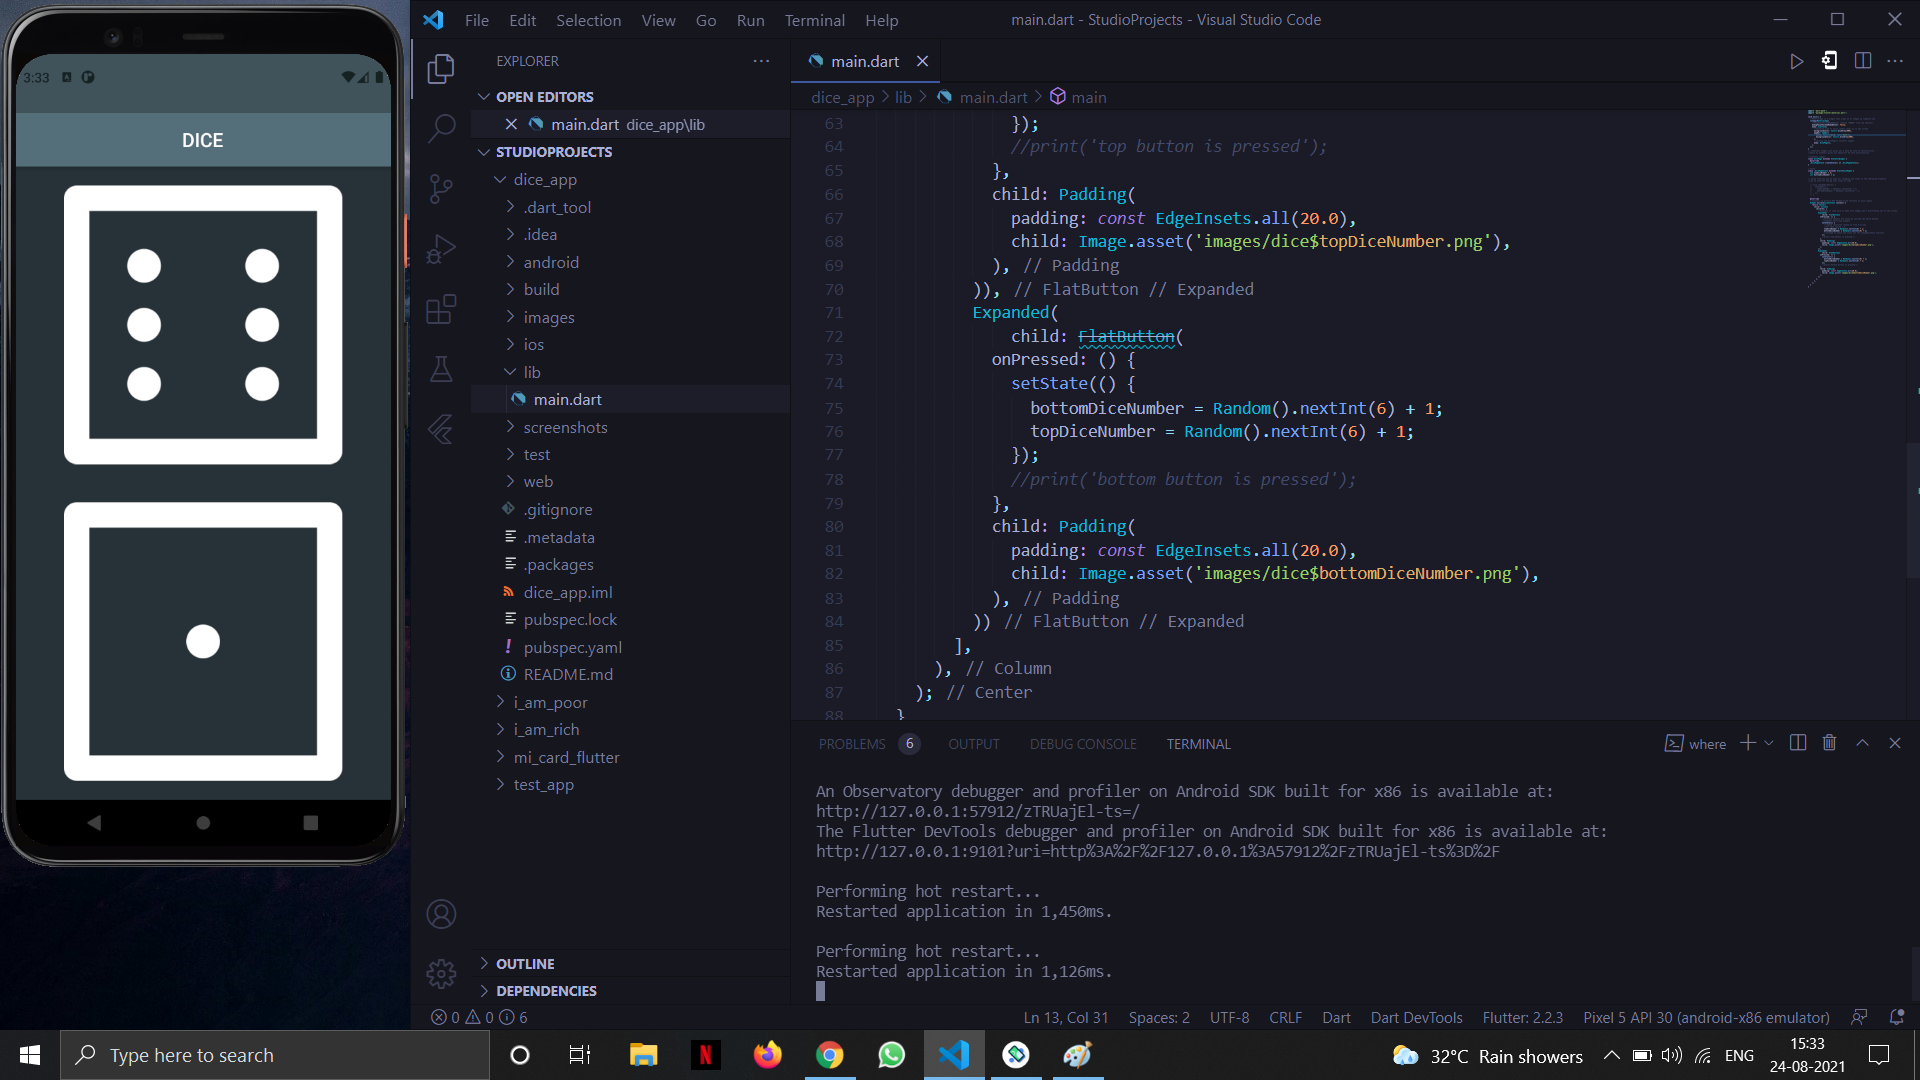 3:33
DICE
File Edit Selection View Go Run Terminal Help
main.dart - StudioProjects - Visual Studio Code
EXPLORER
OPEN EDITORS
main.dart dice_app\lib
STUDIOPROJECTS
dice_app
.dart_tool
.idea
android
build
images
ios
lib
main.dart
screenshots
test
web
.gitignore
.metadata
.packages
dice_app.iml
pubspec.lock
pubspec.yaml
README.md
i_am_poor
i_am_rich
mi_card_flutter
test_app
OUTLINE
DEPENDENCIES
main.dart
dice_app > lib > main.dart > main
63 });
64 //print('top button is pressed');
65 },
66 child: Padding(
67 padding: const EdgeInsets.all(20.0),
68 child: Image.asset('images/dice$topDiceNumber.png'),
69 ), // Padding
70 )), // FlatButton // Expanded
71 Expanded(
72 child: FlatButton(
73 onPressed: () {
74 setState(() {
75 bottomDiceNumber = Random().nextInt(6) + 1;
76 topDiceNumber = Random().nextInt(6) + 1;
77 });
78 //print('bottom button is pressed');
79 },
80 child: Padding(
81 padding: const EdgeInsets.all(20.0),
82 child: Image.asset('images/dice$bottomDiceNumber.png'),
83 ), // Padding
84 )) // FlatButton // Expanded
85 ],
86 ), // Column
87 ); // Center
88 }
PROBLEMS 6 OUTPUT DEBUG CONSOLE TERMINAL
where
An Observatory debugger and profiler on Android SDK built for x86 is available at:
http://127.0.0.1:57912/zTRUajEl-ts=/
The Flutter DevTools debugger and profiler on Android SDK built for x86 is available at:
http://127.0.0.1:9101?uri=http%3A%2F%2F127.0.0.1%3A57912%2FzTRUajEl-ts%3D%2F
Performing hot restart...
Restarted application in 1,450ms.
Performing hot restart...
Restarted application in 1,126ms.
0 0 6
Ln 13, Col 31 Spaces: 2 UTF-8 CRLF Dart Dart DevTools Flutter: 2.2.3 Pixel 5 API 30 (android-x86 emulator)
Type here to search
32°C Rain showers
ENG
15:33
24-08-2021